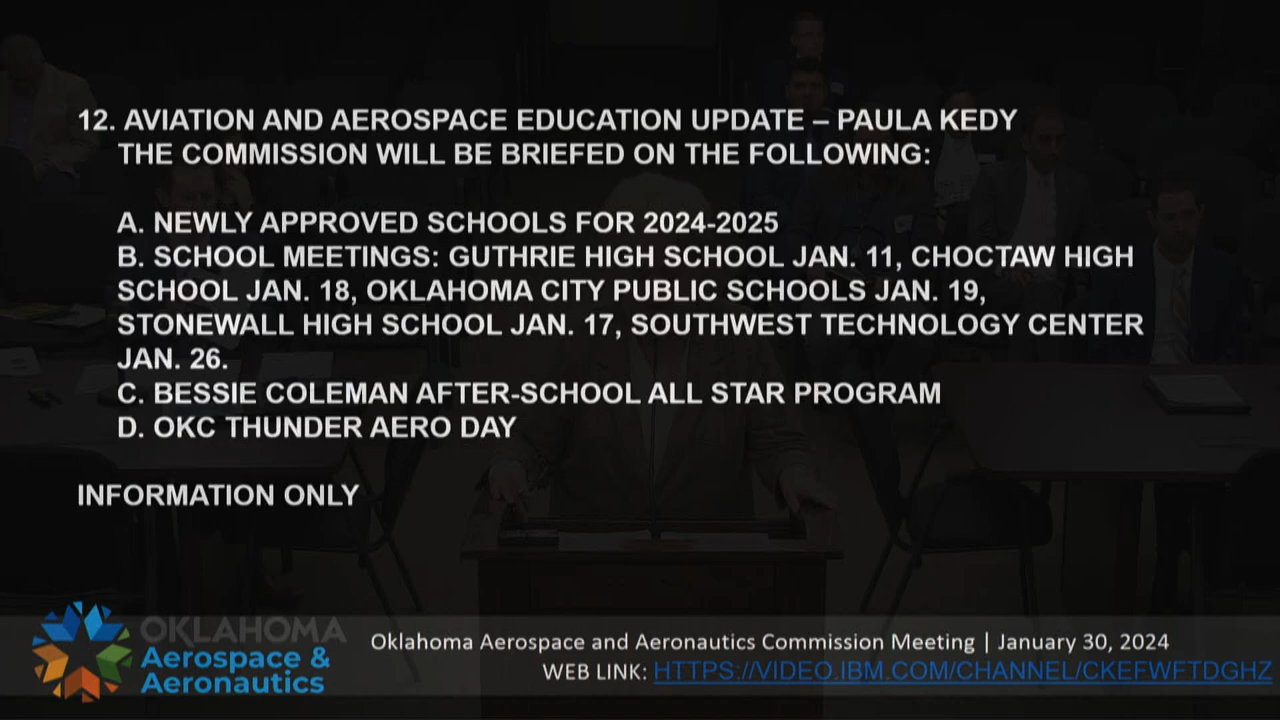 12. AVIATION AND AEROSPACE EDUCATION UPDATE – PAULA KEDY
THE COMMISSION WILL BE BRIEFED ON THE FOLLOWING:
A. NEWLY APPROVED SCHOOLS FOR 2024-2025
B. SCHOOL MEETINGS: GUTHRIE HIGH SCHOOL JAN. 11, CHOCTAW HIGH
SCHOOL JAN. 18, OKLAHOMA CITY PUBLIC SCHOOLS JAN. 19,
STONEWALL HIGH SCHOOL JAN. 17, SOUTHWEST TECHNOLOGY CENTER
JAN. 26.
C. BESSIE COLEMAN AFTER-SCHOOL ALL STAR PROGRAM
D. OKC THUNDER AERO DAY
INFORMATION ONLY
OKLAHOMA
Aerospace &
Aeronautics
Oklahoma Aerospace and Aeronautics Commission Meeting | January 30, 2024
WEB LINK: HTTPS://VIDEO.IBM.COM/CHANNEL/CKEFWFTDGHZ